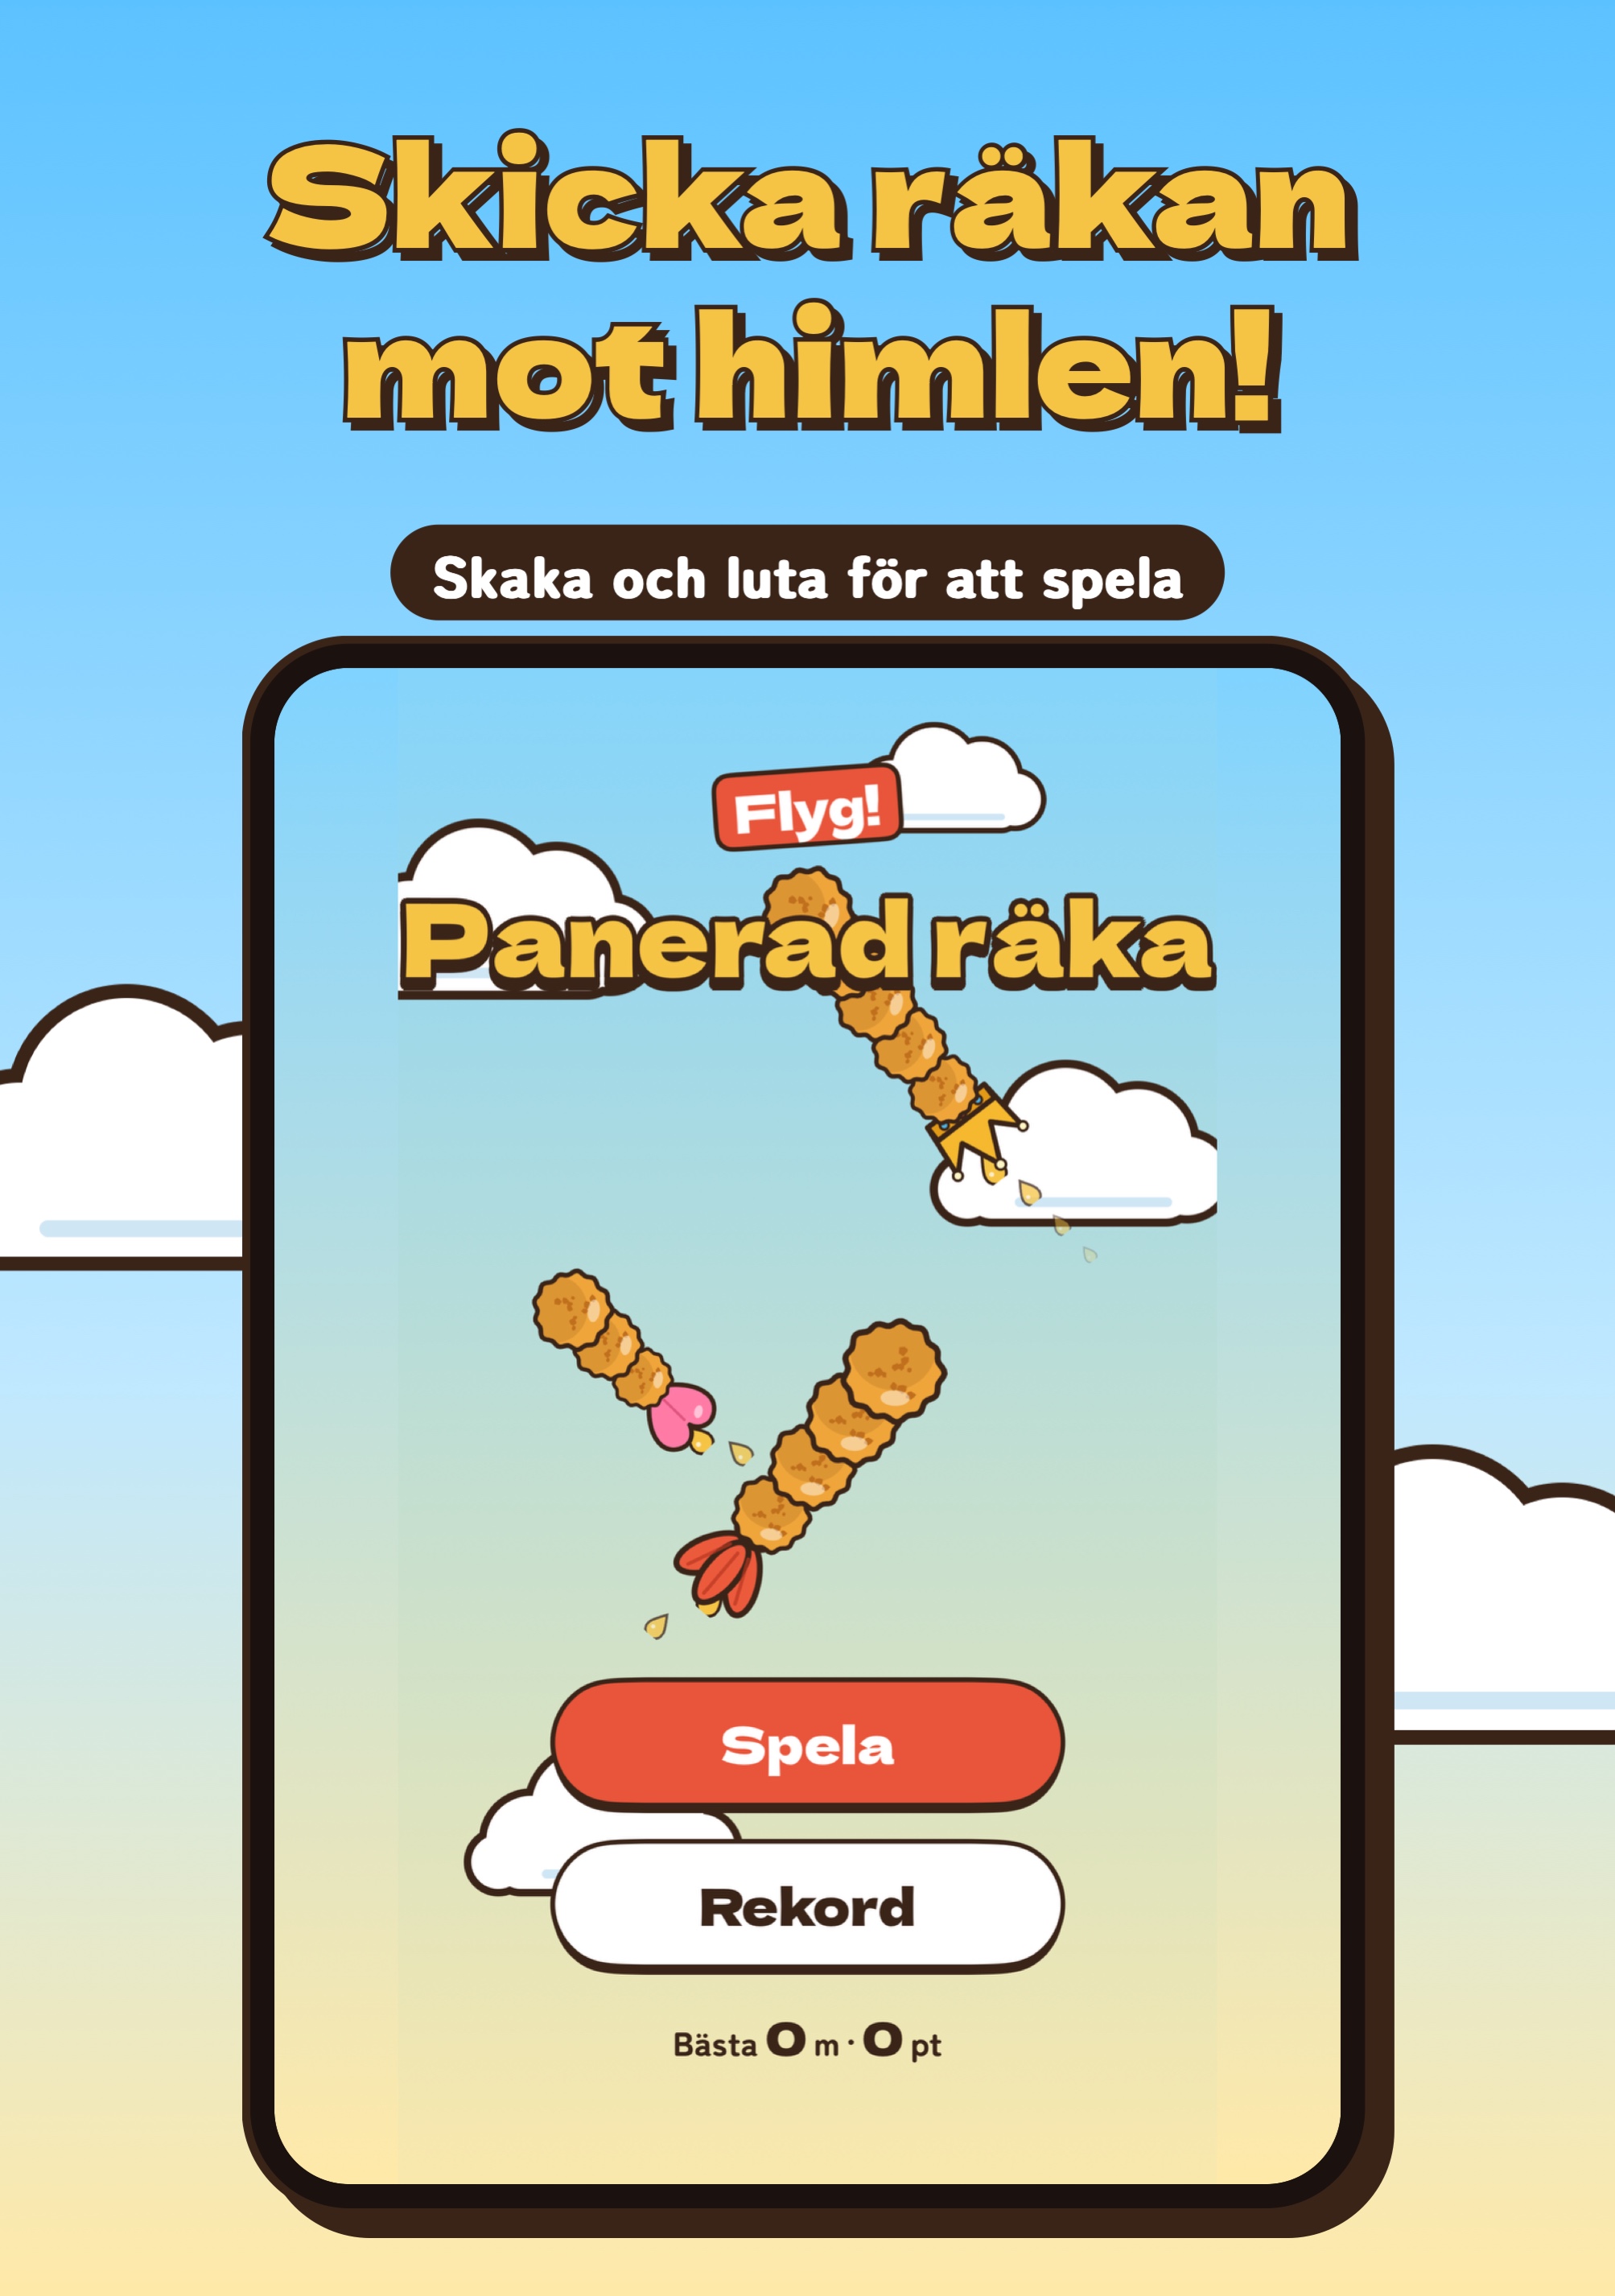 Skicka räkan
mot himlen!
Skaka och luta för att spela
Flyg!
Panerad räka
Spela
Rekord
Bästa 0 m · 0 pt